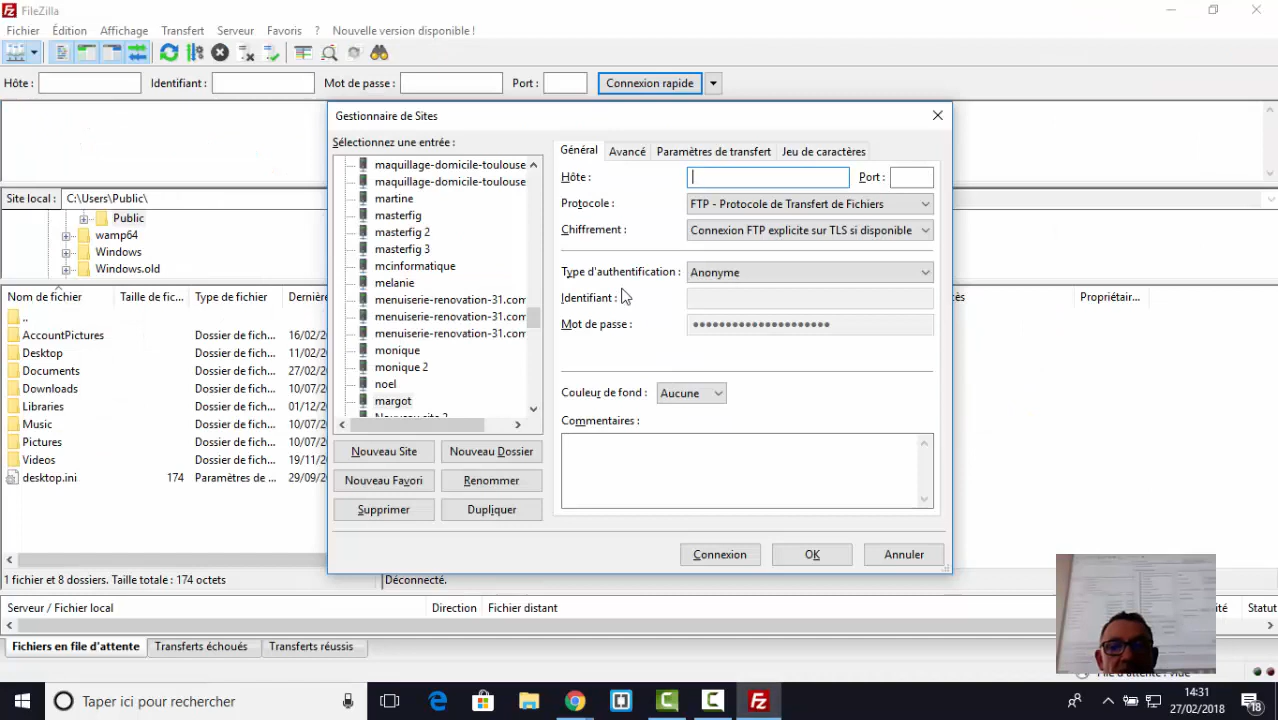 FileZilla
Fichier Édition Affichage Transfert Serveur Favoris ? Nouvelle version disponible !
Hôte : Identifiant : Mot de passe : Port : Connexion rapide
Gestionnaire de Sites
Sélectionnez une entrée :
maquillage-domicile-toulouse
maquillage-domicile-toulouse
martine
masterfig
masterfig 2
masterfig 3
mcinformatique
melanie
menuiserie-renovation-31.com
menuiserie-renovation-31.com
menuiserie-renovation-31.com
monique
monique 2
noel
margot
Nouveau site 2
Nouveau Site Nouveau Dossier
Nouveau Favori Renommer
Supprimer Dupliquer
Général Avancé Paramètres de transfert Jeu de caractères
Hôte : Port :
Protocole : FTP - Protocole de Transfert de Fichiers
Chiffrement : Connexion FTP explicite sur TLS si disponible
Type d'authentification : Anonyme
Identifiant :
Mot de passe : ●●●●●●●●●●●●●●●●●●●●●
Couleur de fond : Aucune
Commentaires :
Connexion OK Annuler
Site local : C:\Users\Public\
Public
wamp64
Windows
Windows.old
Nom de fichier Taille de fic... Type de fichier Dernière
..
AccountPictures Dossier de fich... 16/02/2
Desktop Dossier de fich... 11/02/2
Documents Dossier de fich... 27/02/2
Downloads Dossier de fich... 10/07/2
Libraries Dossier de fich... 01/12/2
Music Dossier de fich... 10/07/2
Pictures Dossier de fich... 10/07/2
Videos Dossier de fich... 19/11/2
desktop.ini 174 Paramètres de ... 29/09/2
Propriétair...
1 fichier et 8 dossiers. Taille totale : 174 octets
Déconnecté.
Serveur / Fichier local Direction Fichier distant Statut
Fichiers en file d'attente Transferts échoués Transferts réussis
Taper ici pour rechercher
14:31
27/02/2018
18